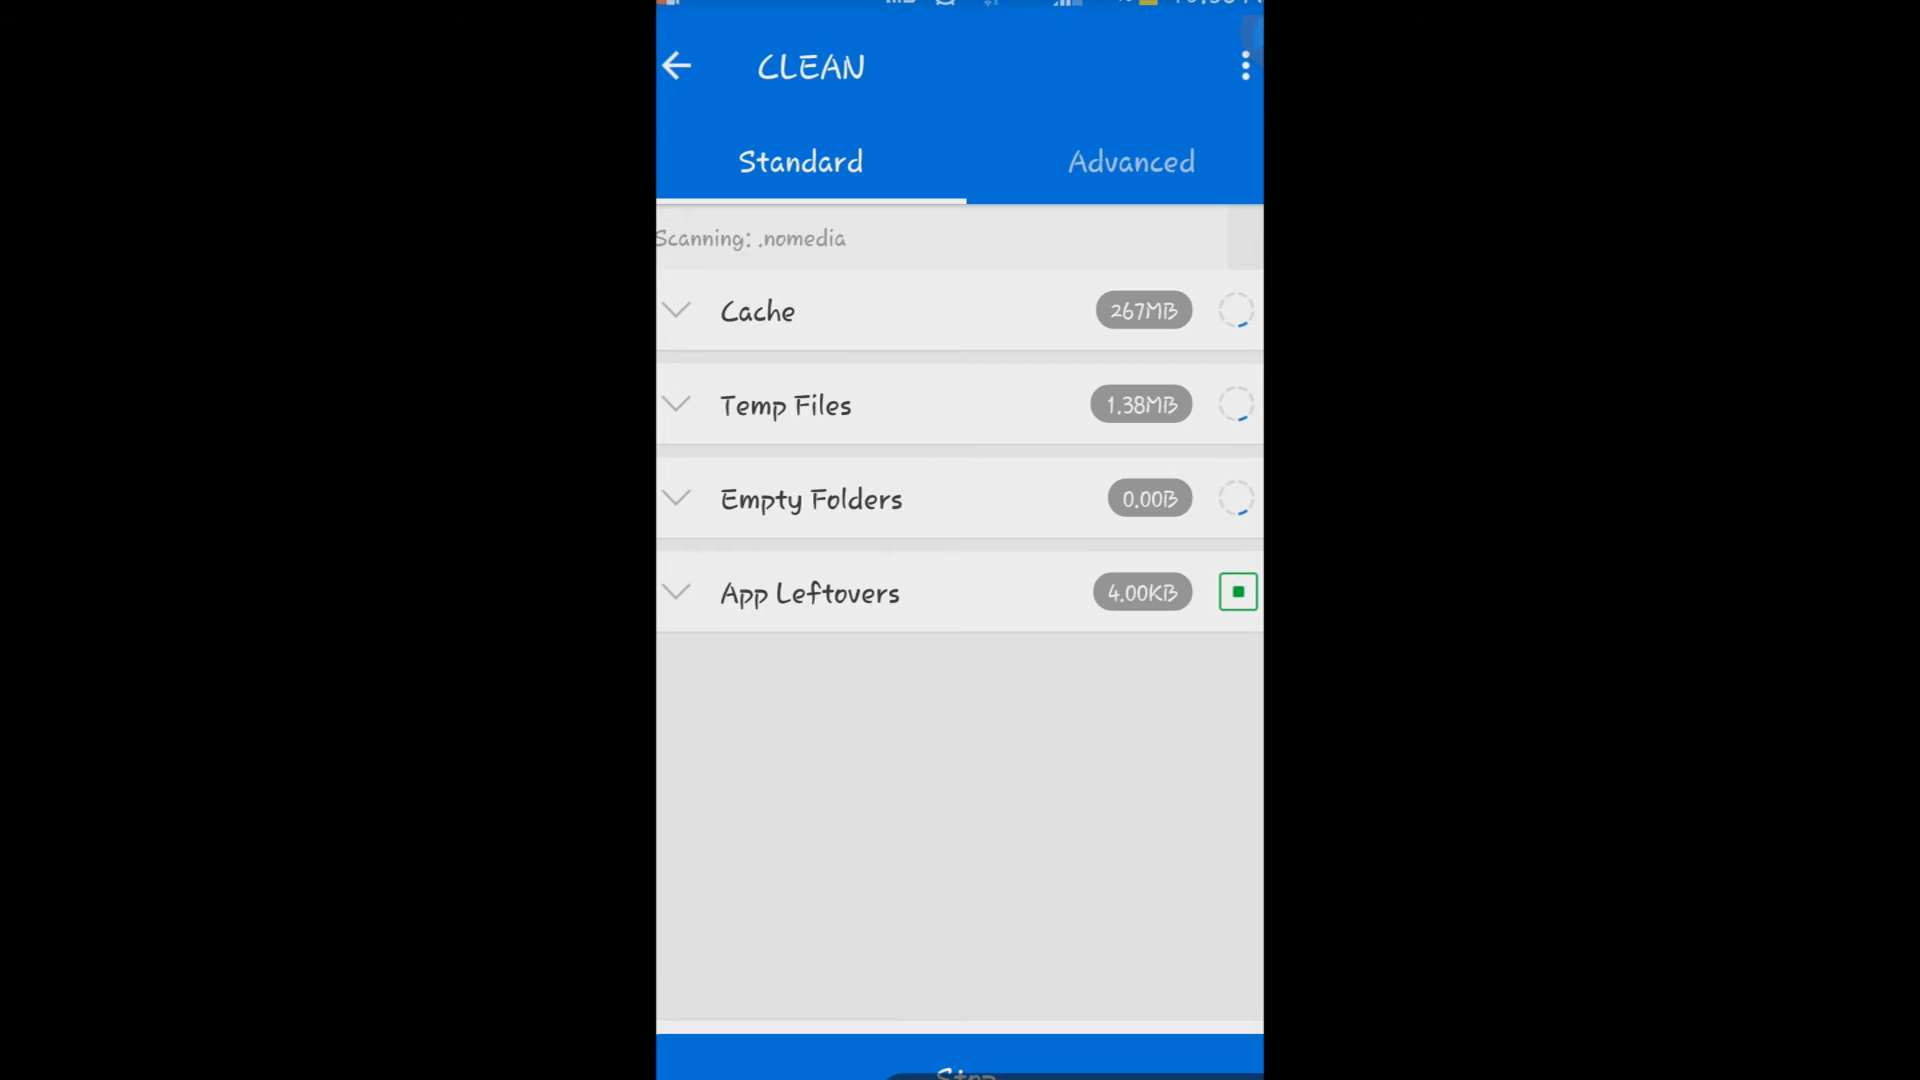 CLEAN
Standard Advanced
Scanning: .nomedia
Cache 267MB
Temp Files 1.38MB
Empty Folders 0.00B
App Leftovers 4.00KB
Stop